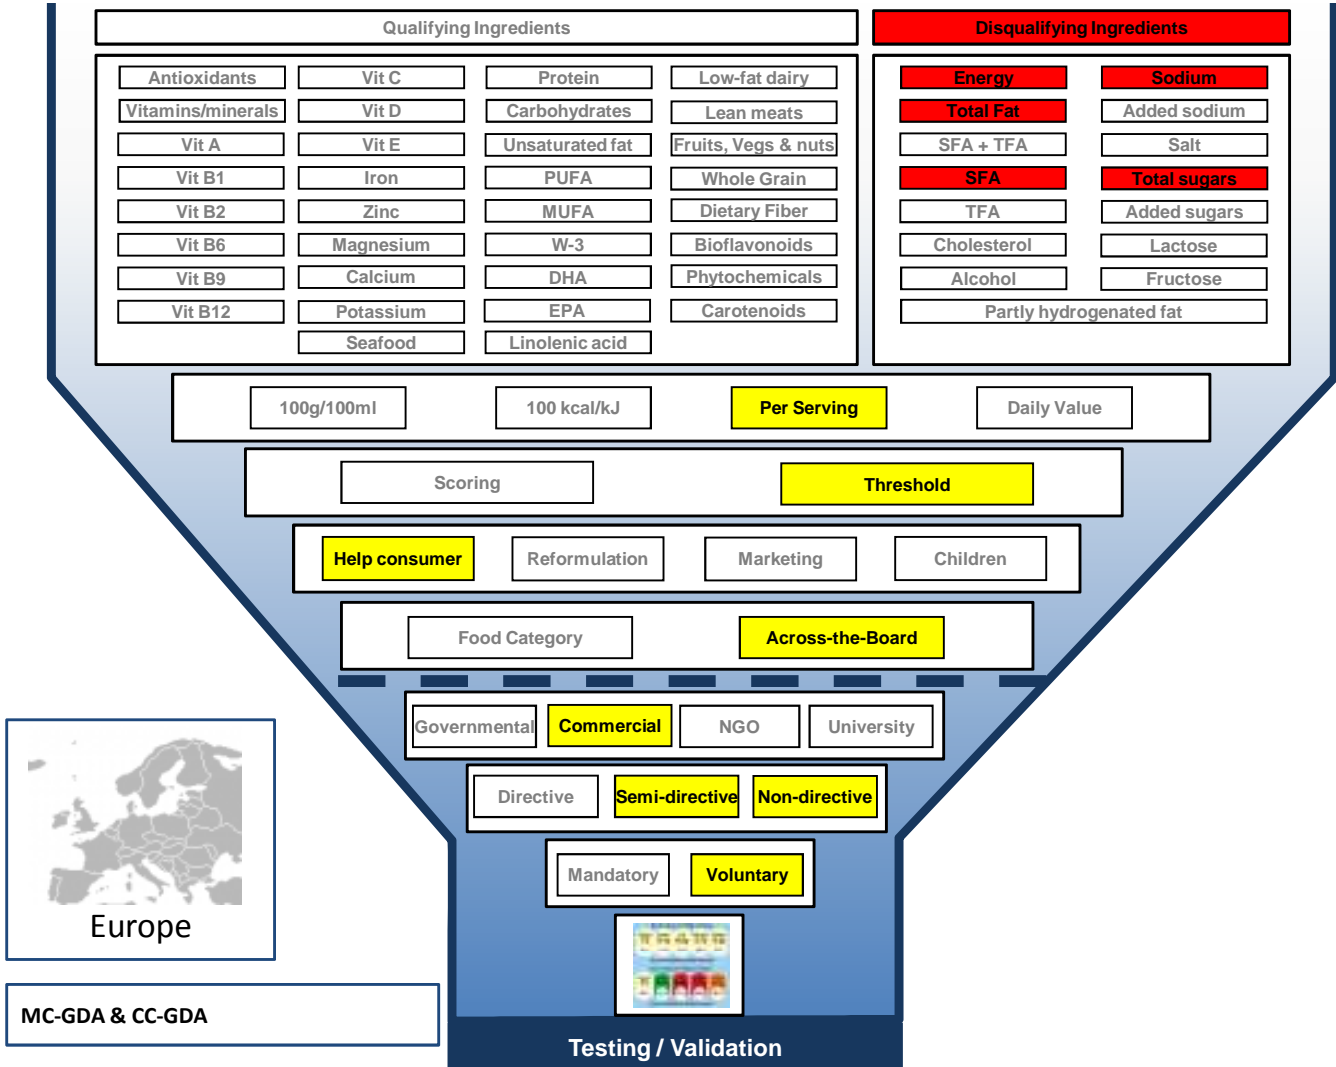 Qualifying Ingredients
Disqualifying Ingredients
Antioxidants
Vit C
Protein
Low-fat dairy
Energy
Sodium
Vitamins/minerals
Vit D
Carbohydrates
Lean meats
Total Fat
Added sodium
Vit A
Vit E
Unsaturated fat
Fruits, Vegs & nuts
SFA + TFA
Salt
Vit B1
Iron
PUFA
Whole Grain
SFA
Total sugars
Vit B2
Zinc
MUFA
Dietary Fiber
TFA
Added sugars
Vit B6
Magnesium
W-3
Bioflavonoids
Cholesterol
Lactose
Vit B9
Calcium
DHA
Phytochemicals
Alcohol
Fructose
Vit B12
Potassium
EPA
Carotenoids
Partly hydrogenated fat
Seafood
Linolenic acid
100g/100ml
100 kcal/kJ
Per Serving
Daily Value
Scoring
Threshold
Help consumer
Reformulation
Marketing
Children
Food Category
Across-the-Board
Governmental
Commercial
NGO
University
Directive
Semi-directive
Non-directive
Mandatory
Voluntary
Europe
MC-GDA & CC-GDA
Testing / Validation